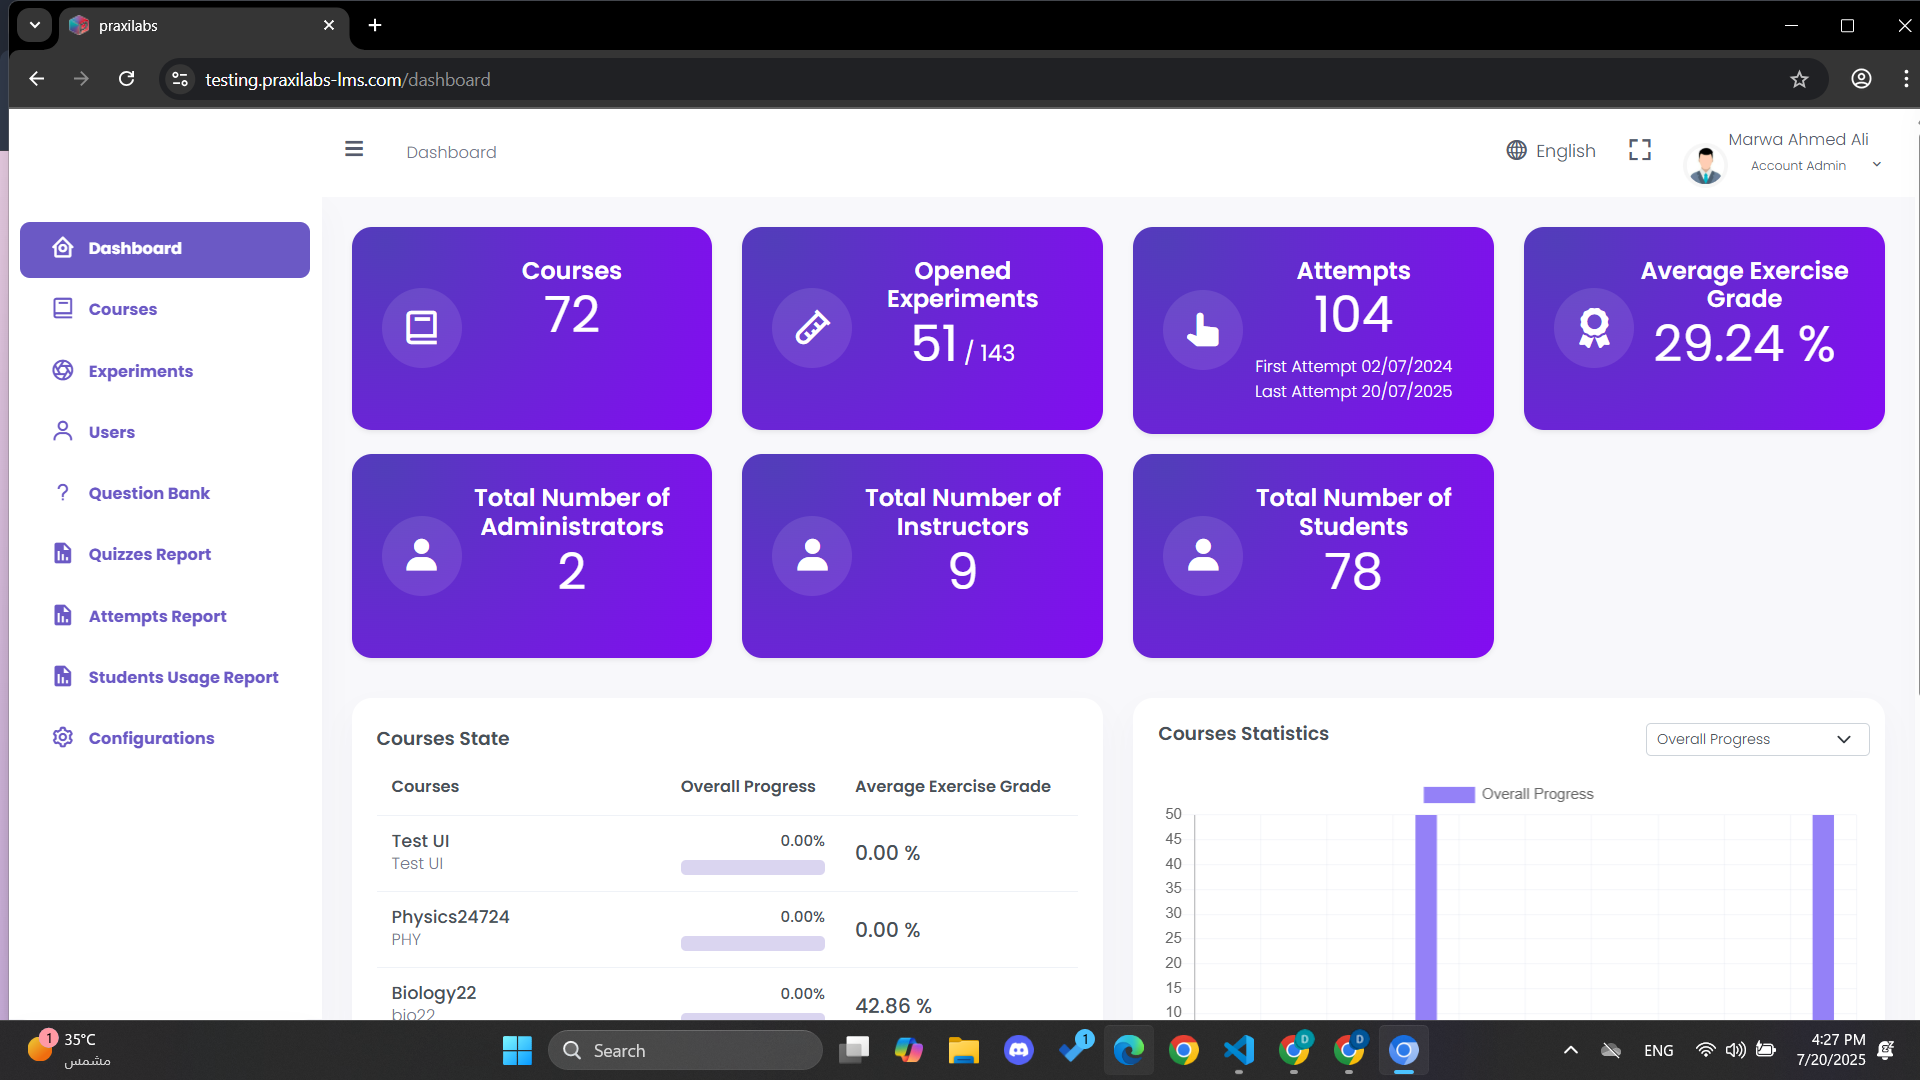 praxilabs
testing.praxilabs-lms.com/dashboard
Dashboard
English
Marwa Ahmed Ali
Account Admin
Dashboard
Courses
Experiments
Users
Question Bank
Quizzes Report
Attempts Report
Students Usage Report
Configurations
Courses
72
Opened
Experiments
51 / 143
Attempts
104
First Attempt 02/07/2024
Last Attempt 20/07/2025
Average Exercise
Grade
29.24 %
Total Number of
Administrators
2
Total Number of
Instructors
9
Total Number of
Students
78
Courses State
Courses Overall Progress Average Exercise Grade
Test UI
Test UI
0.00%
0.00 %
Physics24724
PHY
0.00%
0.00 %
Biology22
bio22
0.00%
42.86 %
Courses Statistics
Overall Progress
Overall Progress
50
45
40
35
30
25
20
15
10
1
35°C
مشمس
Search
1
D
D
ENG
4:27 PM
7/20/2025